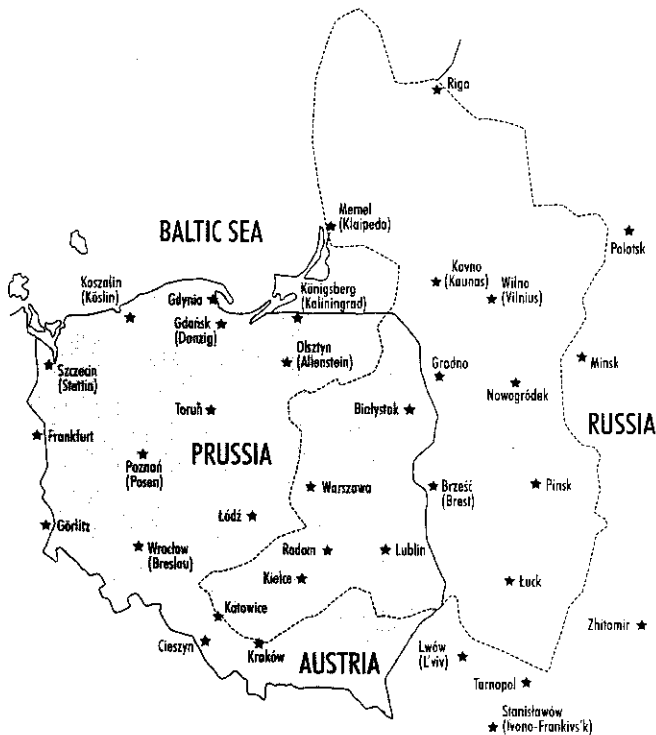 Riga
Memel
(Klaipeda)
BALTIC SEA
Polotsk
Koszalin
(Köslin)
Gdynia
Königsberg
(Kaliningrad)
Kovno
(Kaunas)
Wilno
(Vilnius)
Gdańsk
(Danzig)
Olsztyn
(Allenstein)
Szczecin
(Stettin)
Grodno
Minsk
Nowogródek
Toruń
Białystok
RUSSIA
Frankfurt
PRUSSIA
Poznań
(Posen)
Warszawa
Brześć
(Brest)
Pinsk
Łódź
Görlitz
Wrocław
(Breslau)
Radom
Lublin
Kielce
Łuck
Katowice
Zhitomir
Cieszyn
Kraków
AUSTRIA
Lwów
(L'viv)
Tarnopol
Stanisławów
(Ivono-Frankivs'k)